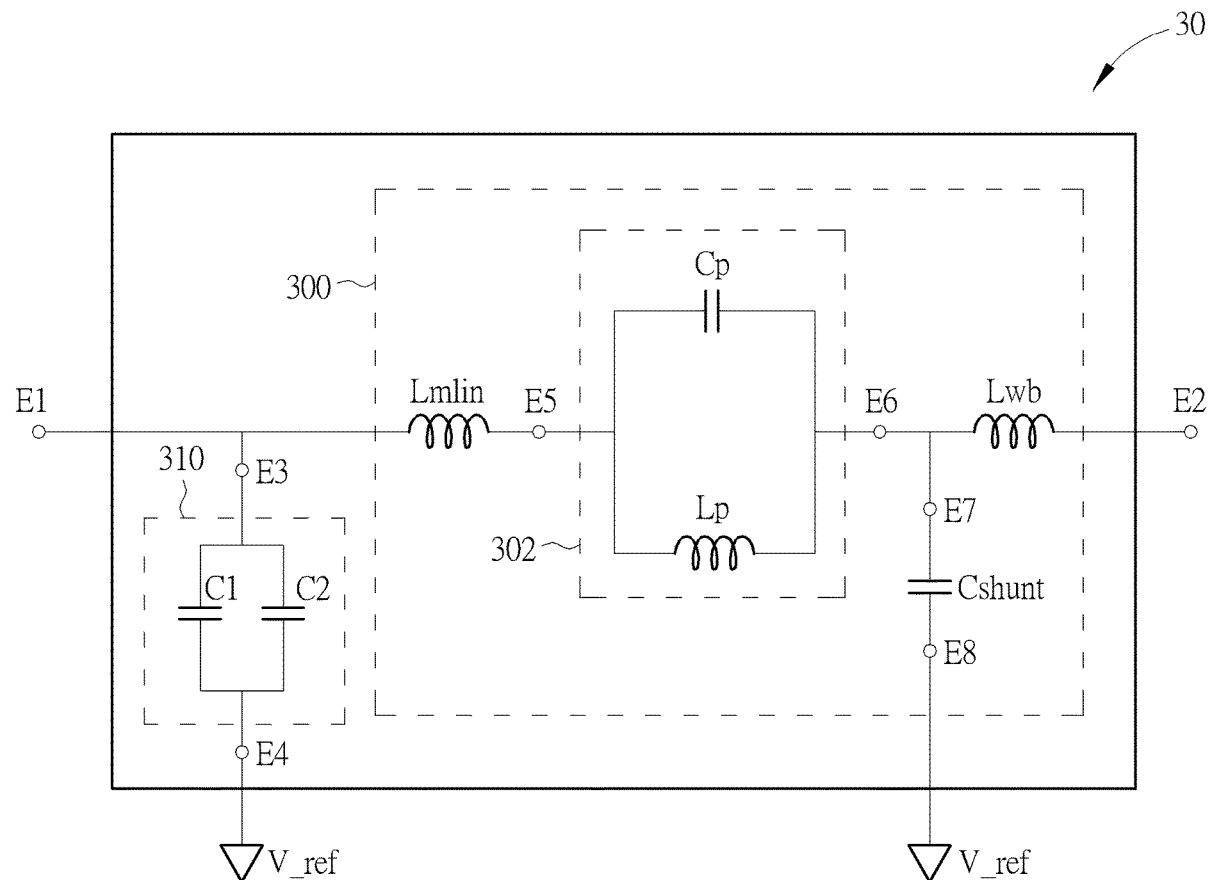 30
300
Cp
E1
Lmlin
E5
E6
Lwb
E2
310
E3
Lp
E7
302
C1
C2
Cshunt
E8
E4
V_ref
V_ref